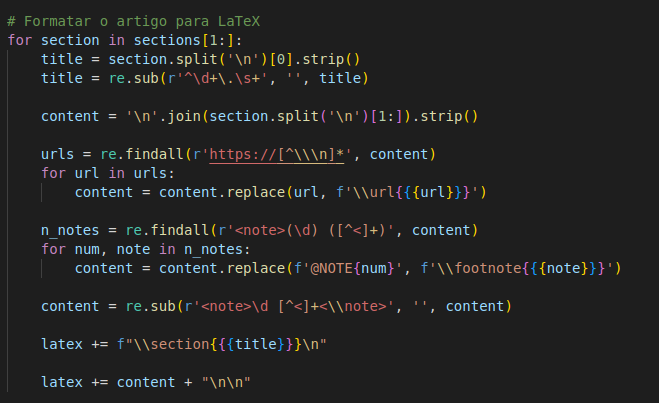 # Formatar o artigo para LaTeX
for section in sections[1:]:
    title = section.split('\n')[0].strip()
    title = re.sub(r'^\d+\.\s+', '', title)
    content = '\n'.join(section.split('\n')[1:]).strip()
    urls = re.findall(r'https://[^\\\n]*', content)
    for url in urls:
        content = content.replace(url, f'\\url{{{url}}}')
    n_notes = re.findall(r'<note>(\d) ([^<]+)', content)
    for num, note in n_notes:
        content = content.replace(f'@NOTE{num}', f'\\footnote{{{note}}}')
    content = re.sub(r'<note>\d [^<]+<\\note>', '', content)
    latex += f"\\section{{{title}}}\n"
    latex += content + "\n\n"